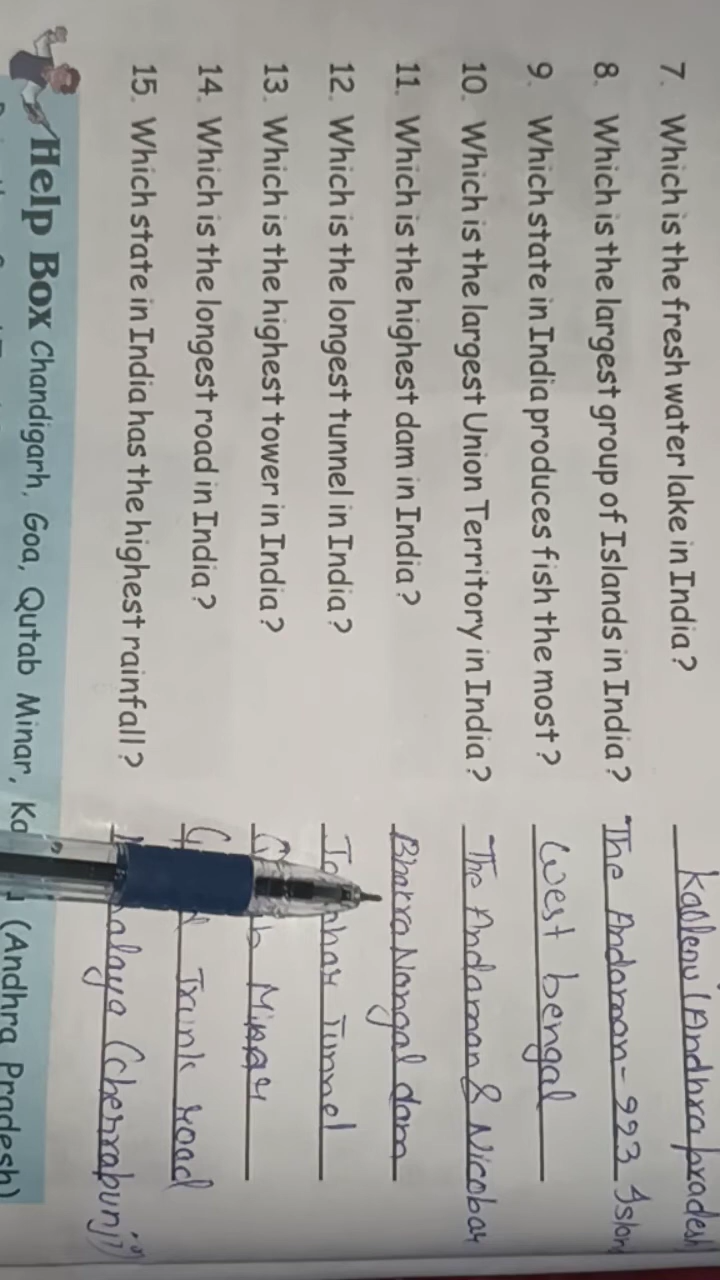 7. Which is the fresh water lake in India ? Kolleru (Andhra pradesh
8. Which is the largest group of Islands in India ? The Andaman - 223 Islan
9. Which state in India produces fish the most ? West bengal
10. Which is the largest Union Territory in India ? The Andaman & Nicobar
11. Which is the highest dam in India ? Bhakra Nangal dam
12. Which is the longest tunnel in India ? Tunnel
13. Which is the highest tower in India ? Minar
14. Which is the longest road in India ? Trunk road
15. Which state in India has the highest rainfall ? (cherrapunji)
Help Box Chandigarh, Goa, Qutab Minar, (Andhra Pradesh)